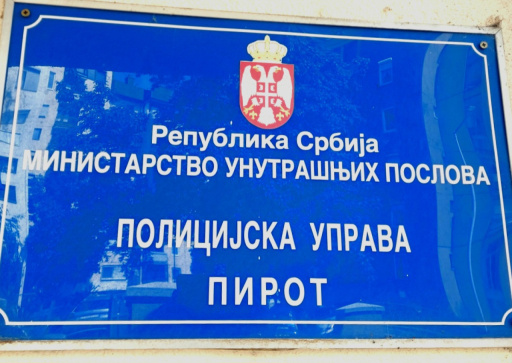 Република Србија
МИНИСТАРСТВО УНУТРАШЊИХ ПОСЛОВА
ПОЛИЦИЈСКА УПРАВА
ПИРОТ